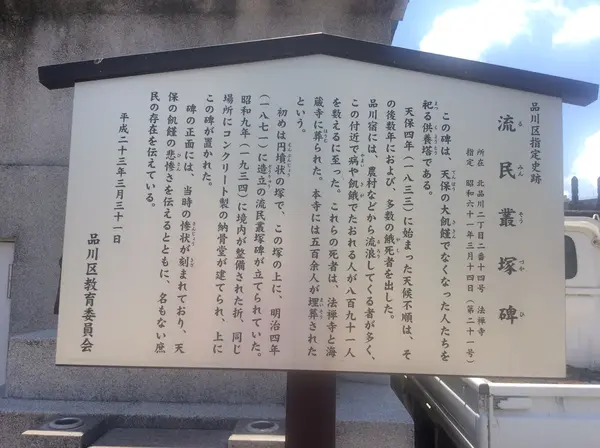 品川区指定史跡
流民叢塚碑
る みん そう づか ひ
所在 北品川二丁目二番十四号 法禅寺
指定 昭和六十一年三月十四日(第二十一号)
この碑は、天保の大飢饉でなくなった人たちを
祀る供養塔である。
天保四年(一八三三)に始まった天候不順は、そ
の後数年におよび、多数の餓死者を出した。
品川宿には、農村などから流浪してくる者が多く、
この付近で病や飢餓でたおれる人が八百九十一人
を数えるに至った。これらの死者は、法禅寺と海
蔵寺に葬られた。本寺には五百余人が埋葬された
という。
初めは円墳状の塚で、この塚の上に、明治四年
(一八七一)に造立の流民叢塚碑が立てられていた。
昭和九年(一九三四)に境内が整備された折、同じ
場所にコンクリート製の納骨堂が建てられ、上に
この碑が置かれた。
碑の正面には、当時の惨状が刻まれており、天
保の飢饉の悲惨さを伝えるとともに、名もない庶
民の存在を伝えている。
平成二十三年三月三十一日
品川区教育委員会